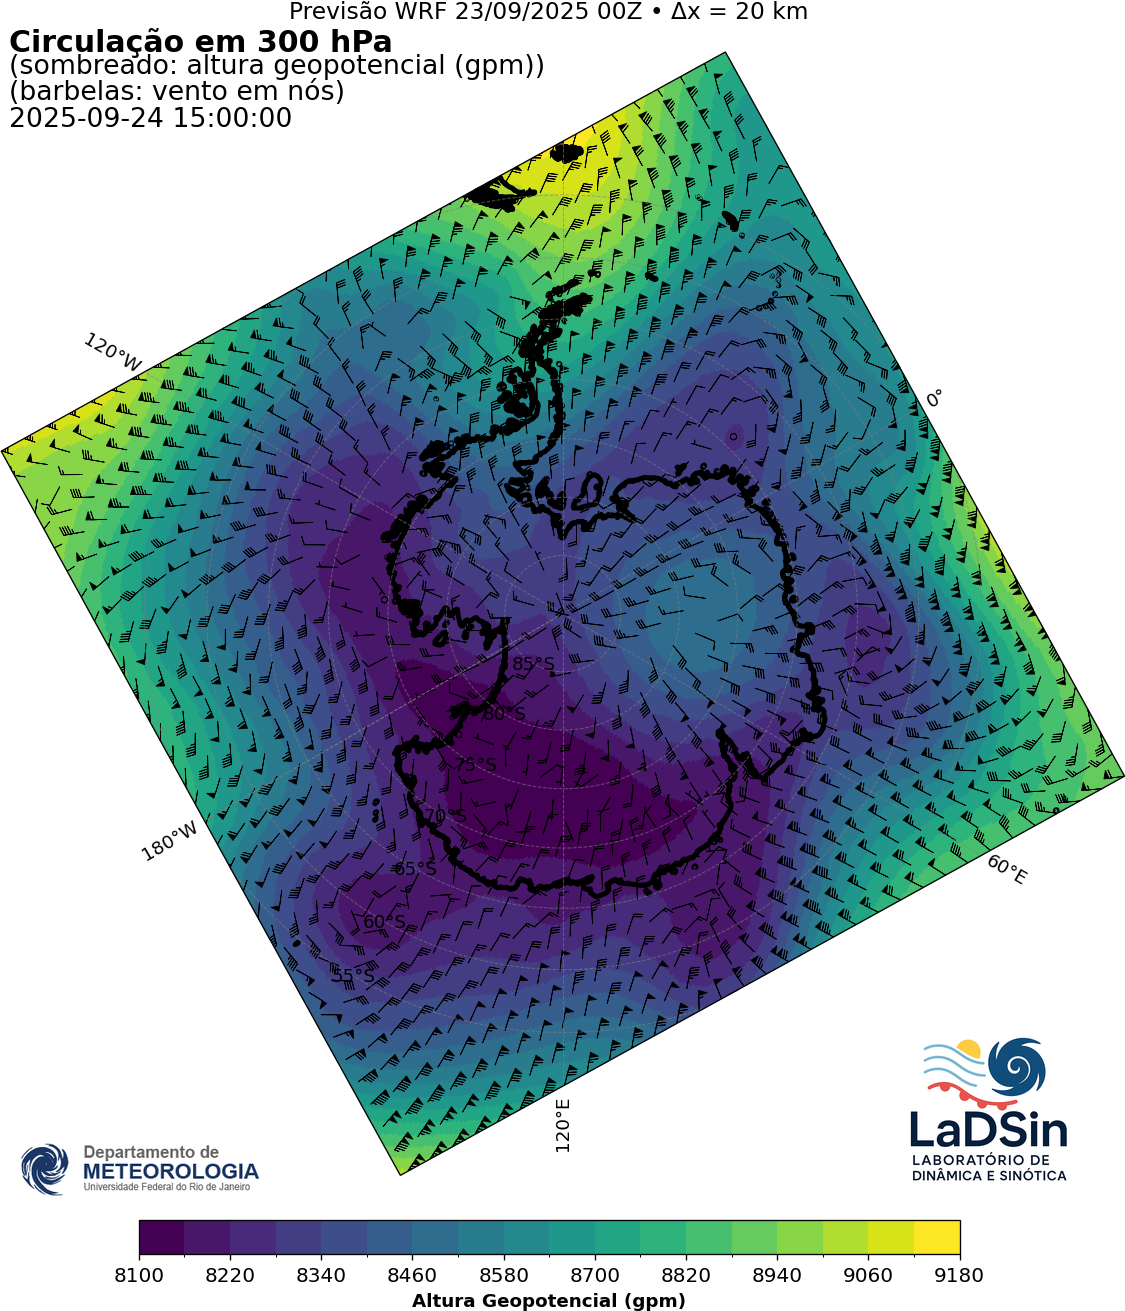 Previsão WRF 23/09/2025 00Z • Δx = 20 km
Circulação em 300 hPa
(sombreado: altura geopotencial (gpm))
(barbelas: vento em nós)
2025-09-24 15:00:00
120°W
0°
85°S
80°S
75°S
70°S
180°W
65°S
60°E
60°S
55°S
120°E
Departamento de
METEOROLOGIA
Universidade Federal do Rio de Janeiro
LaDSin
LABORATÓRIO DE
DINÂMICA E SINÓTICA
8100 8220 8340 8460 8580 8700 8820 8940 9060 9180
Altura Geopotencial (gpm)